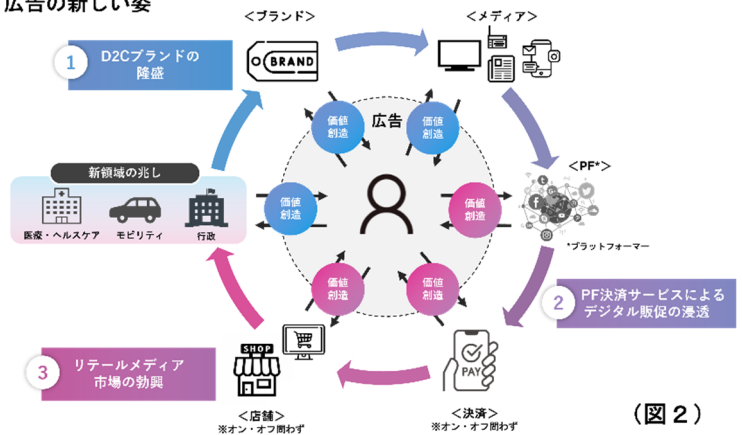 広告の新しい姿
＜ブランド＞
＜メディア＞
1
D2Cブランドの
隆盛
BRAND
価値
創造
広告
価値
創造
新領域の兆し
医療・ヘルスケア
モビリティ
行政
価値
創造
価値
創造
＜PF*＞
*プラットフォーマー
価値
創造
価値
創造
2
PF決済サービスによる
デジタル販促の浸透
3
リテールメディア
市場の勃興
SHOP
PAY
＜店舗＞
※オン・オフ問わず
＜決済＞
※オン・オフ問わず
（図２）